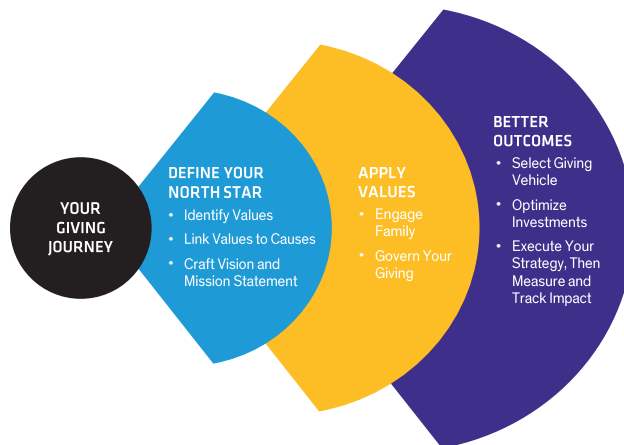 YOUR
GIVING
JOURNEY
DEFINE YOUR
NORTH STAR
• Identify Values
• Link Values to Causes
• Craft Vision and
Mission Statement
APPLY
VALUES
• Engage
Family
• Govern Your
Giving
BETTER
OUTCOMES
• Select Giving
Vehicle
• Optimize
Investments
• Execute Your
Strategy, Then
Measure and
Track Impact